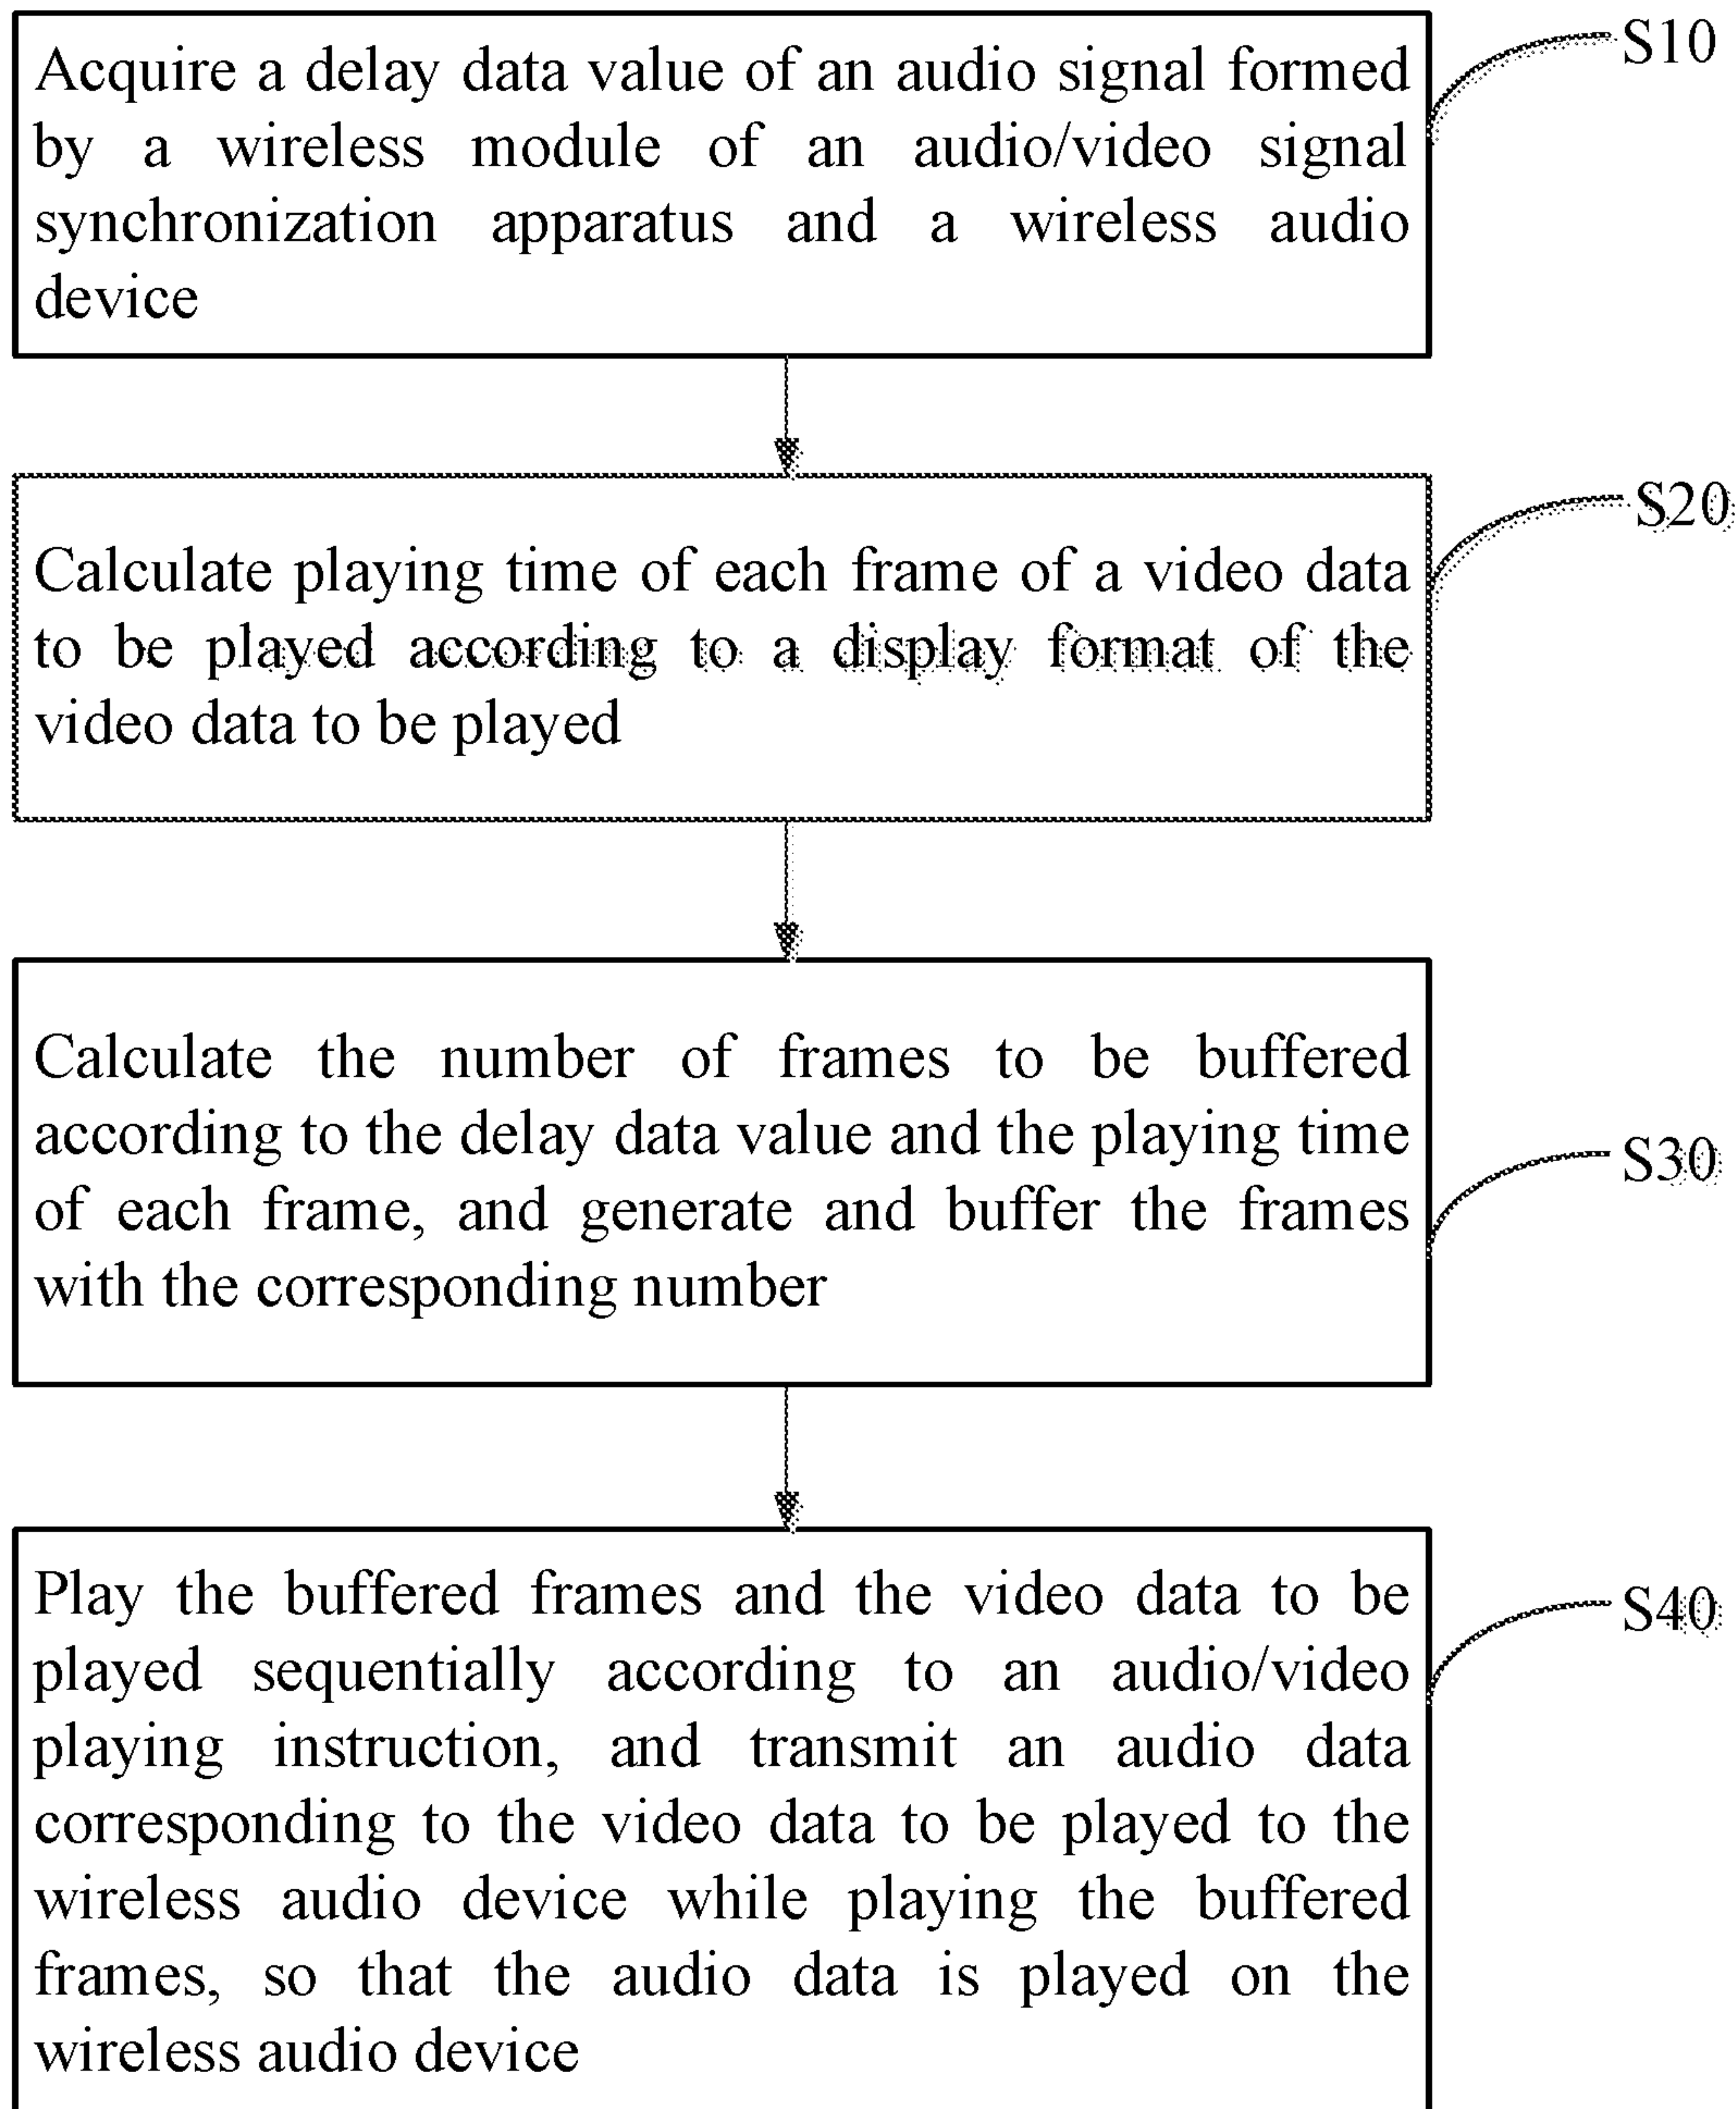 Acquire a delay data value of an audio signal formed
by a wireless module of an audio/video signal
synchronization apparatus and a wireless audio
device
S10
Calculate playing time of each frame of a video data
to be played according to a display format of the
video data to be played
S20
Calculate the number of frames to be buffered
according to the delay data value and the playing time
of each frame, and generate and buffer the frames
with the corresponding number
S30
Play the buffered frames and the video data to be
played sequentially according to an audio/video
playing instruction, and transmit an audio data
corresponding to the video data to be played to the
wireless audio device while playing the buffered
frames, so that the audio data is played on the
wireless audio device
S40